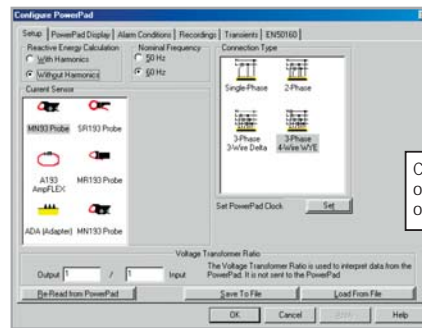 Configure PowerPad
Setup | PowerPad Display | Alarm Conditions | Recordings | Transients | EN50160
Reactive Energy Calculation
With Harmonics
Without Harmonics
Nominal Frequency
50 Hz
60 Hz
Connection Type
Single-Phase
2-Phase
3-Phase
3-Wire Delta
3-Phase
4-Wire WYE
Current Sensor
MN93 Probe
SR193 Probe
A193
AmpFLEX
MR193 Probe
ADA (Adapter)
MN193 Probe
Set PowerPad Clock
Set
Voltage Transformer Ratio
Output 1 / 1 Input
The Voltage Transformer Ratio is used to interpret data from the
PowerPad. It is not sent to the PowerPad
Re-Read from PowerPad
Save To File
Load From File
OK
Cancel
Apply
Help